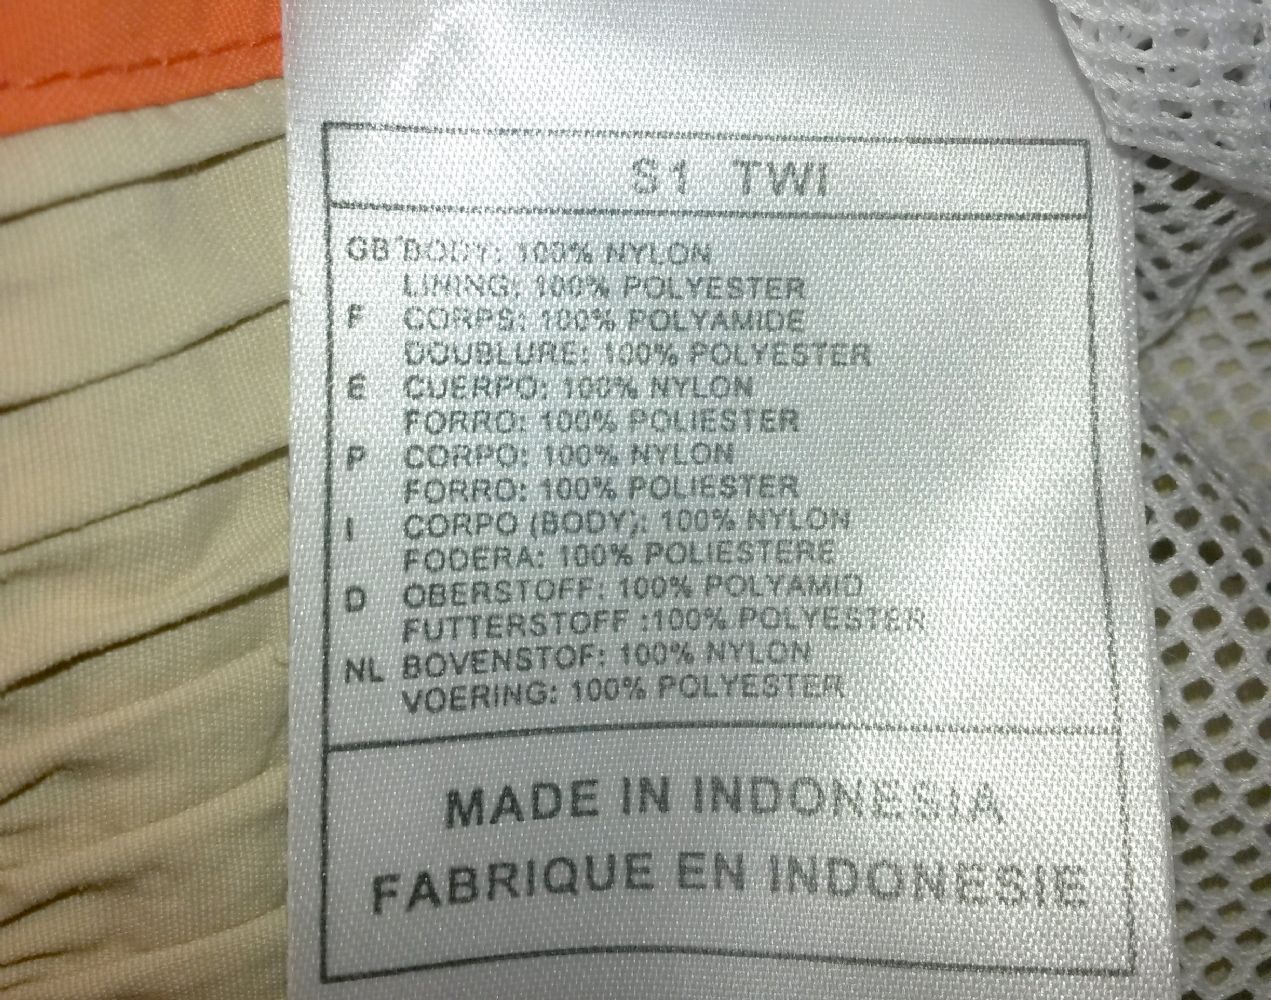 S1 TWI
GB BODY: 100% NYLON
LINING: 100% POLYESTER
F CORPS: 100% POLYAMIDE
DOUBLURE: 100% POLYESTER
E CUERPO: 100% NYLON
FORRO: 100% POLIESTER
P CORPO: 100% NYLON
FORRO: 100% POLIESTER
I CORPO (BODY): 100% NYLON
FODERA: 100% POLIESTERE
D OBERSTOFF: 100% POLYAMID
FUTTERSTOFF :100% POLYESTER
NL BOVENSTOF: 100% NYLON
VOERING: 100% POLYESTER
MADE IN INDONESIA
FABRIQUE EN INDONESIE